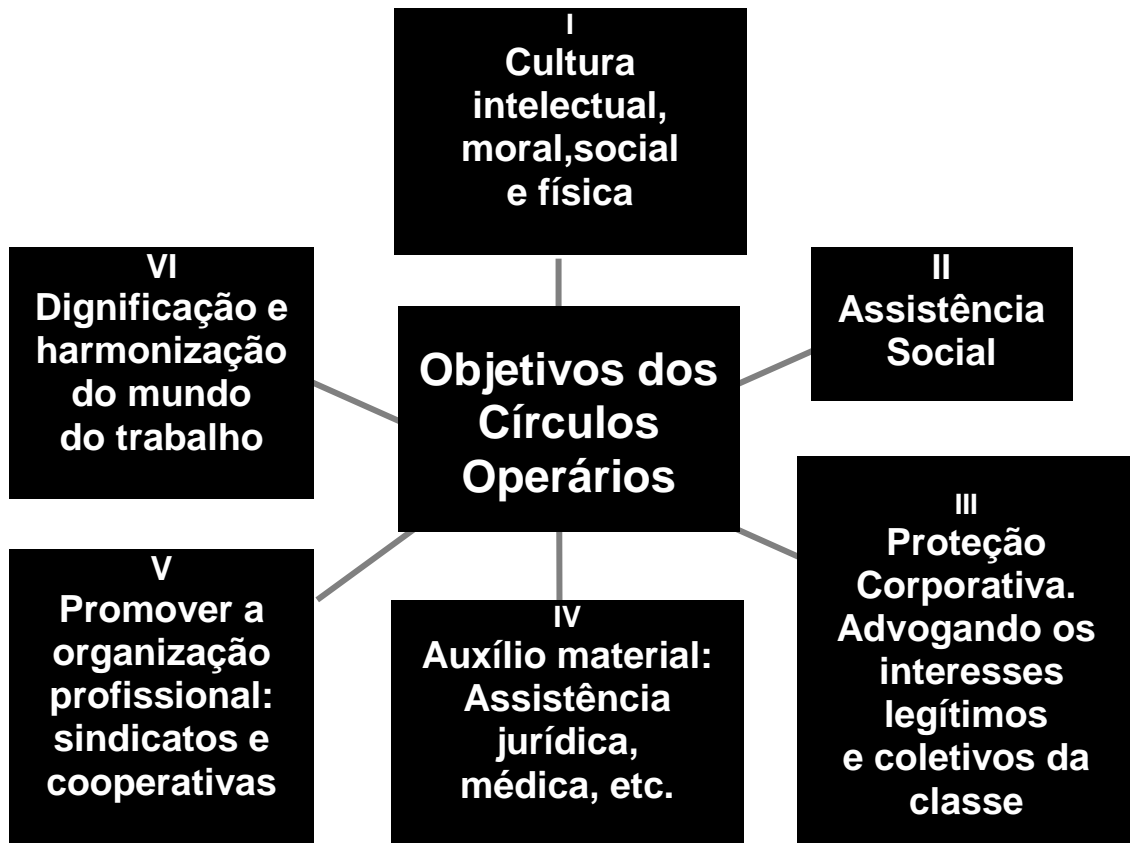 I
Cultura
intelectual,
moral,social
e física
VI
Dignificação e
harmonização
do mundo
do trabalho
II
Assistência
Social
Objetivos dos
Círculos
Operários
III
Proteção
Corporativa.
Advogando os
interesses
legítimos
e coletivos da
classe
V
Promover a
organização
profissional:
sindicatos e
cooperativas
IV
Auxílio material:
Assistência
jurídica,
médica, etc.